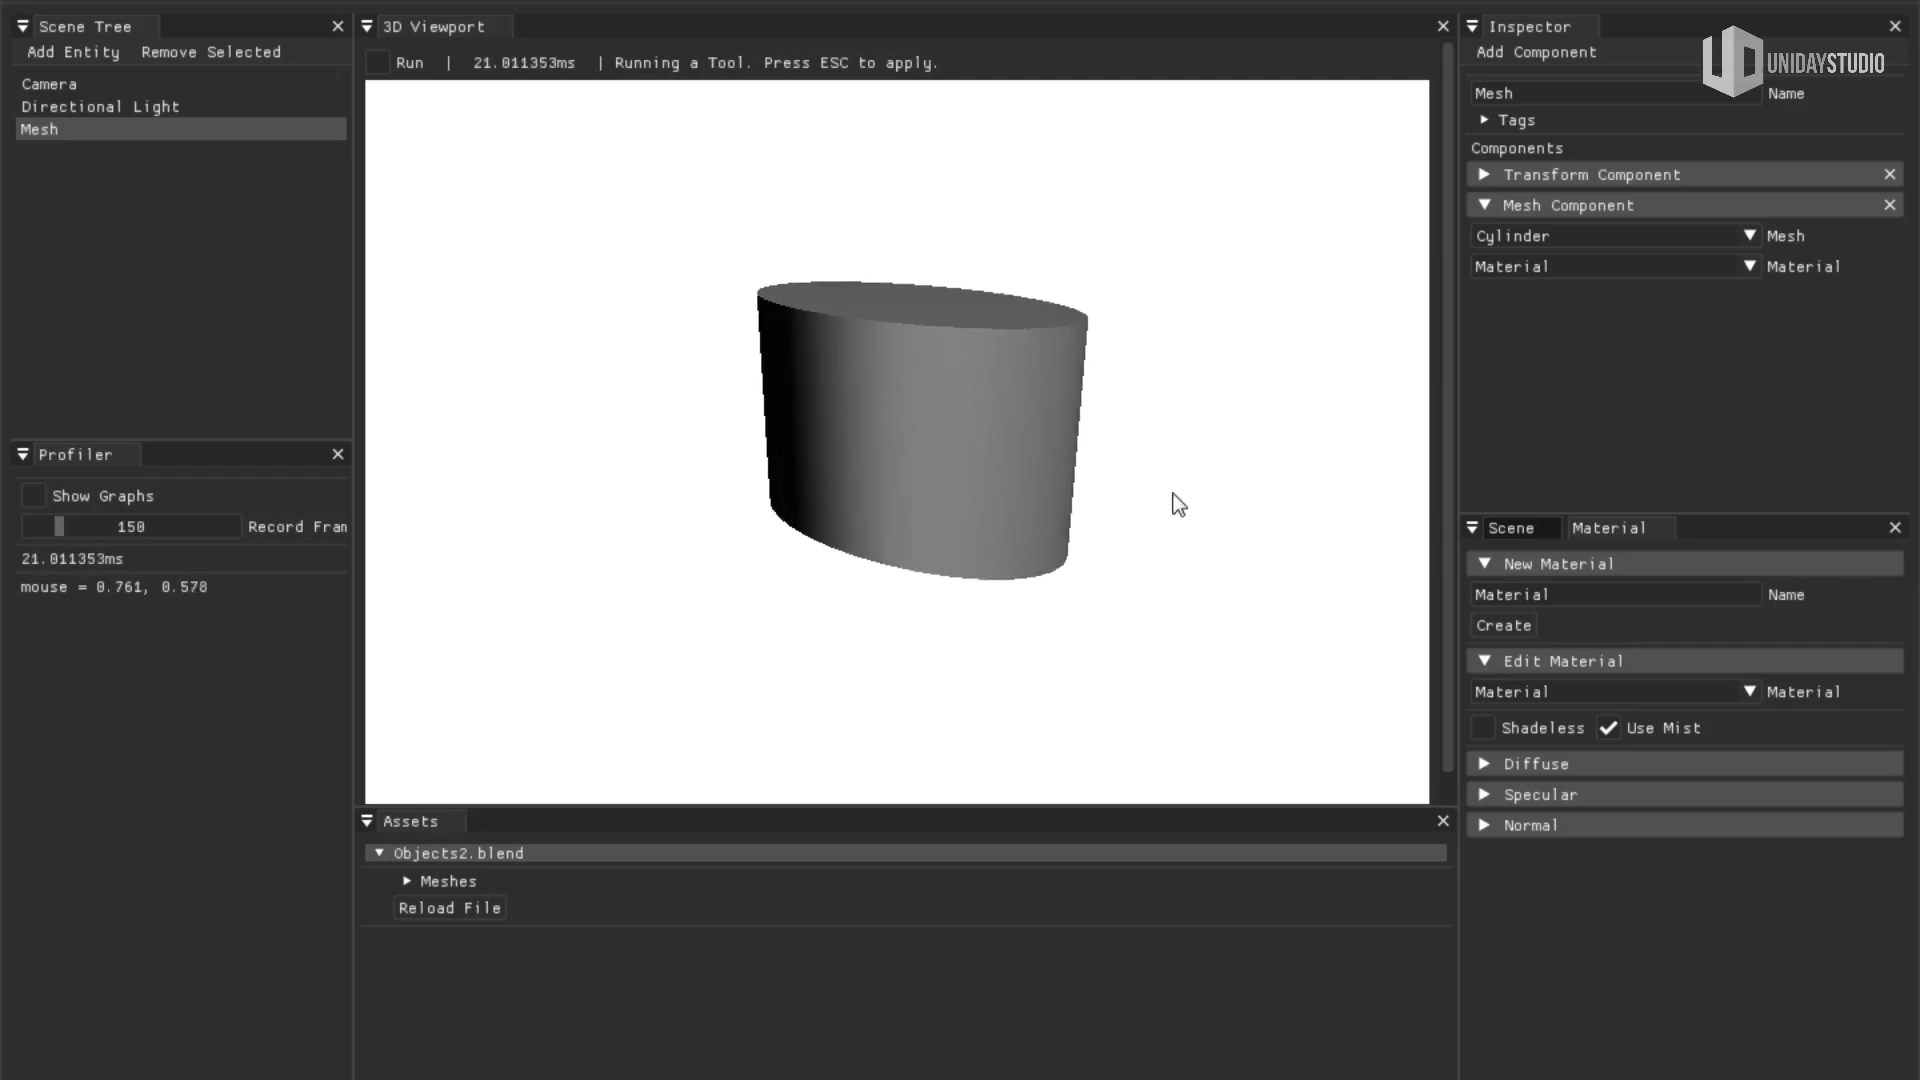 Scene Tree
Add Entity Remove Selected
Camera
Directional Light
Mesh
Profiler
Show Graphs
150 Record Fran
21.011353ms
mouse = 0.761, 0.578
3D Viewport
Run | 21.011353ms | Running a Tool. Press ESC to apply.
Assets
Objects2.blend
Meshes
Reload File
Inspector
Add Component
UNIDAYSTUDIO
Mesh Name
Tags
Components
Transform Component
Mesh Component
Cylinder Mesh
Material Material
Scene Material
New Material
Material Name
Create
Edit Material
Material Material
Shadeless Use Mist
Diffuse
Specular
Normal